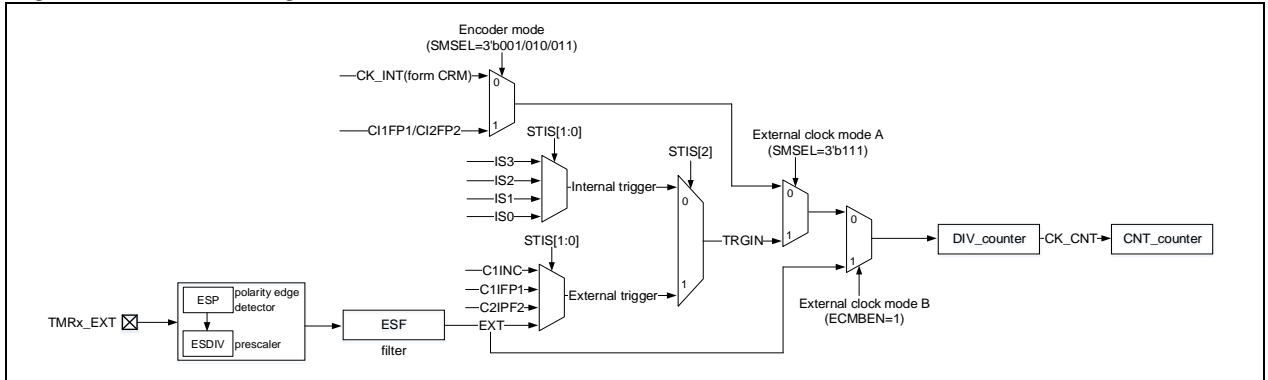 Encoder mode
(SMSEL=3'b001/010/011)
CK_INT(form CRM)
0
CI1FP1/CI2FP2
1
STIS[1:0]
IS3
IS2
IS1
IS0
Internal trigger
STIS[2]
0
1
External clock mode A
(SMSEL=3'b111)
0
1
TRGIN
0
1
DIV_counter
CK_CNT
CNT_counter
External clock mode B
(ECMBEN=1)
STIS[1:0]
C1INC
C1IFP1
C2IPF2
EXT
External trigger
TMRx_EXT
ESP
polarity edge
detector
ESDIV
prescaler
ESF
filter